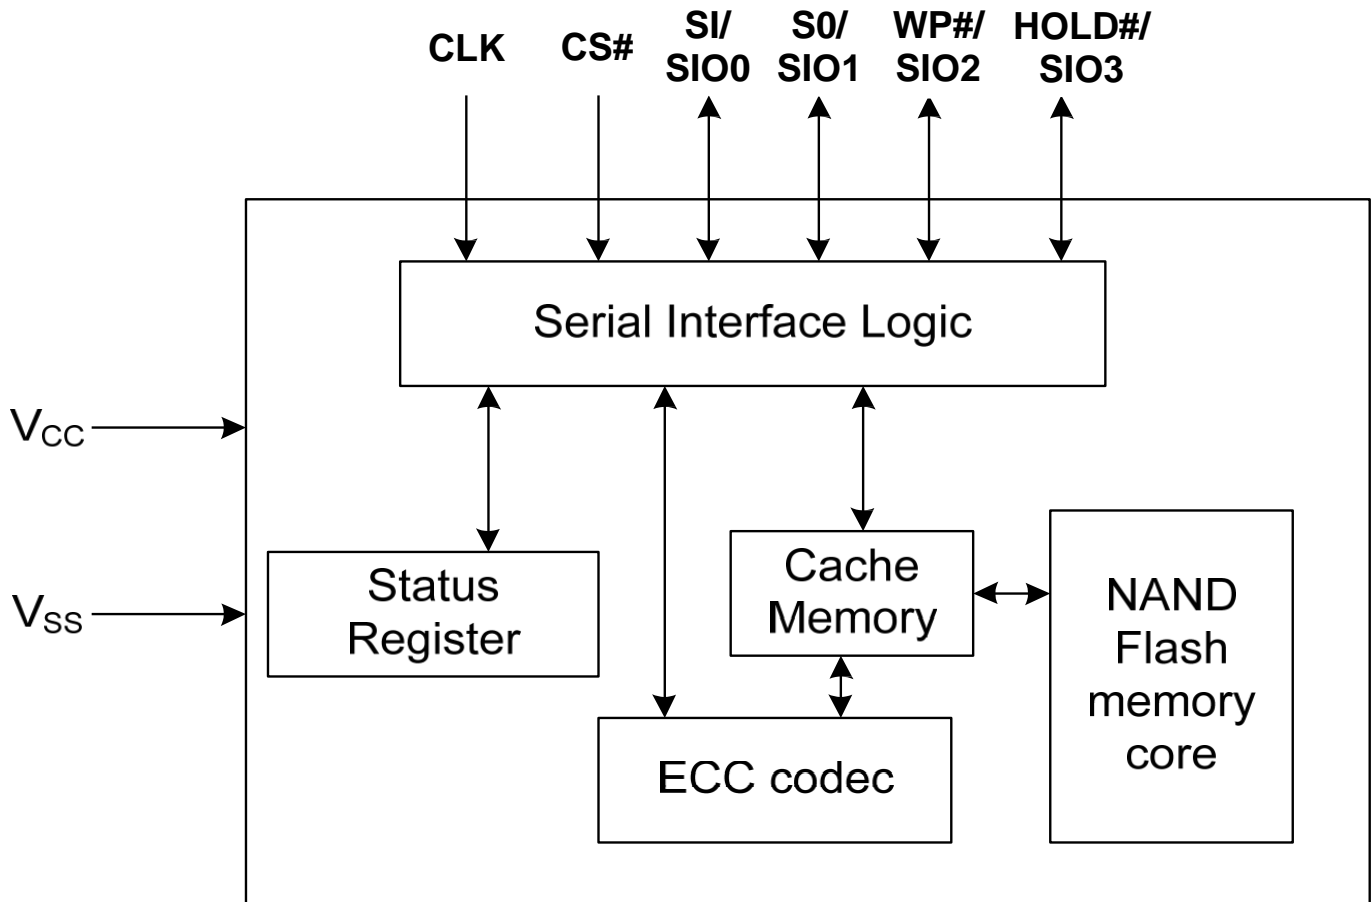 CLK
CS#
SI/
SIO0
S0/
SIO1
WP#/
SIO2
HOLD#/
SIO3
Serial Interface Logic
VCC
VSS
Status
Register
Cache
Memory
NAND
Flash
memory
core
ECC codec